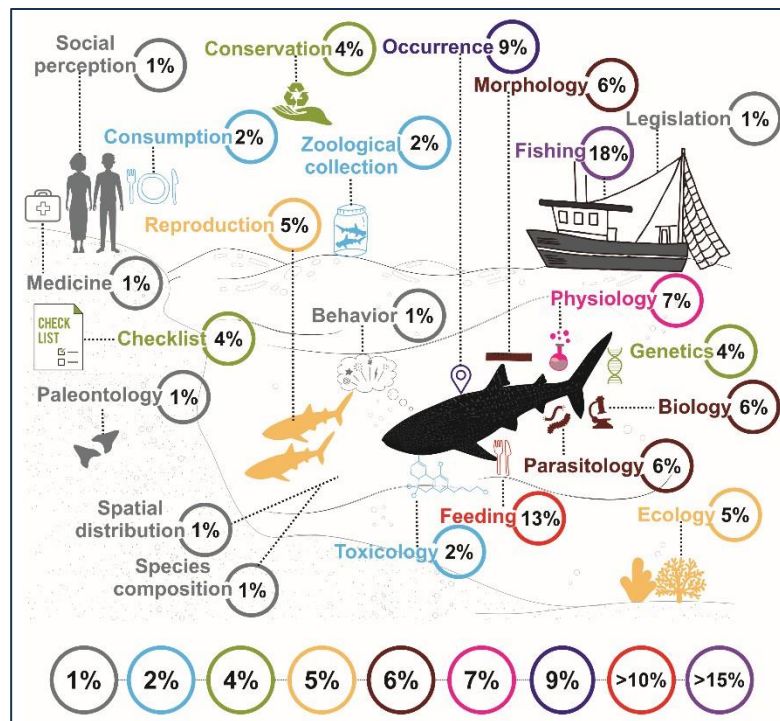 Social
perception 1%
Conservation 4%
Occurrence 9%
Morphology 6%
Legislation 1%
Consumption 2%
Zoological
collection 2%
Fishing 18%
Reproduction 5%
Medicine 1%
Behavior 1%
Physiology 7%
CHECK
LIST
Checklist 4%
Genetics 4%
Paleontology 1%
Biology 6%
Parasitology 6%
Spatial
distribution 1%
Feeding 13%
Ecology 5%
Toxicology 2%
Species
composition 1%
1% 2% 4% 5% 6% 7% 9% >10% >15%